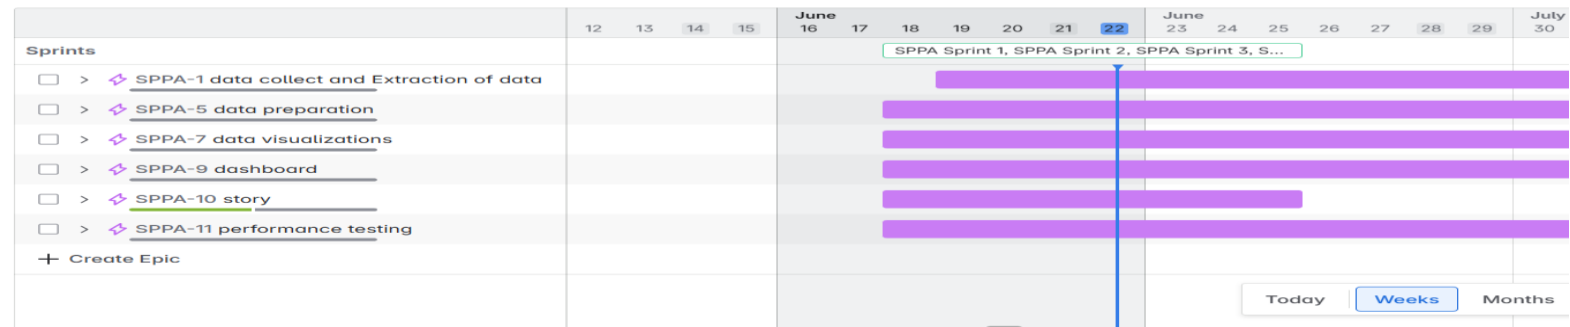 June June July
12 13 14 15 16 17 18 19 20 21 22 23 24 25 26 27 28 29 30
Sprints SPPA Sprint 1, SPPA Sprint 2, SPPA Sprint 3, S...
SPPA-1 data collect and Extraction of data
SPPA-5 data preparation
SPPA-7 data visualizations
SPPA-9 dashboard
SPPA-10 story
SPPA-11 performance testing
+ Create Epic
Today Weeks Months